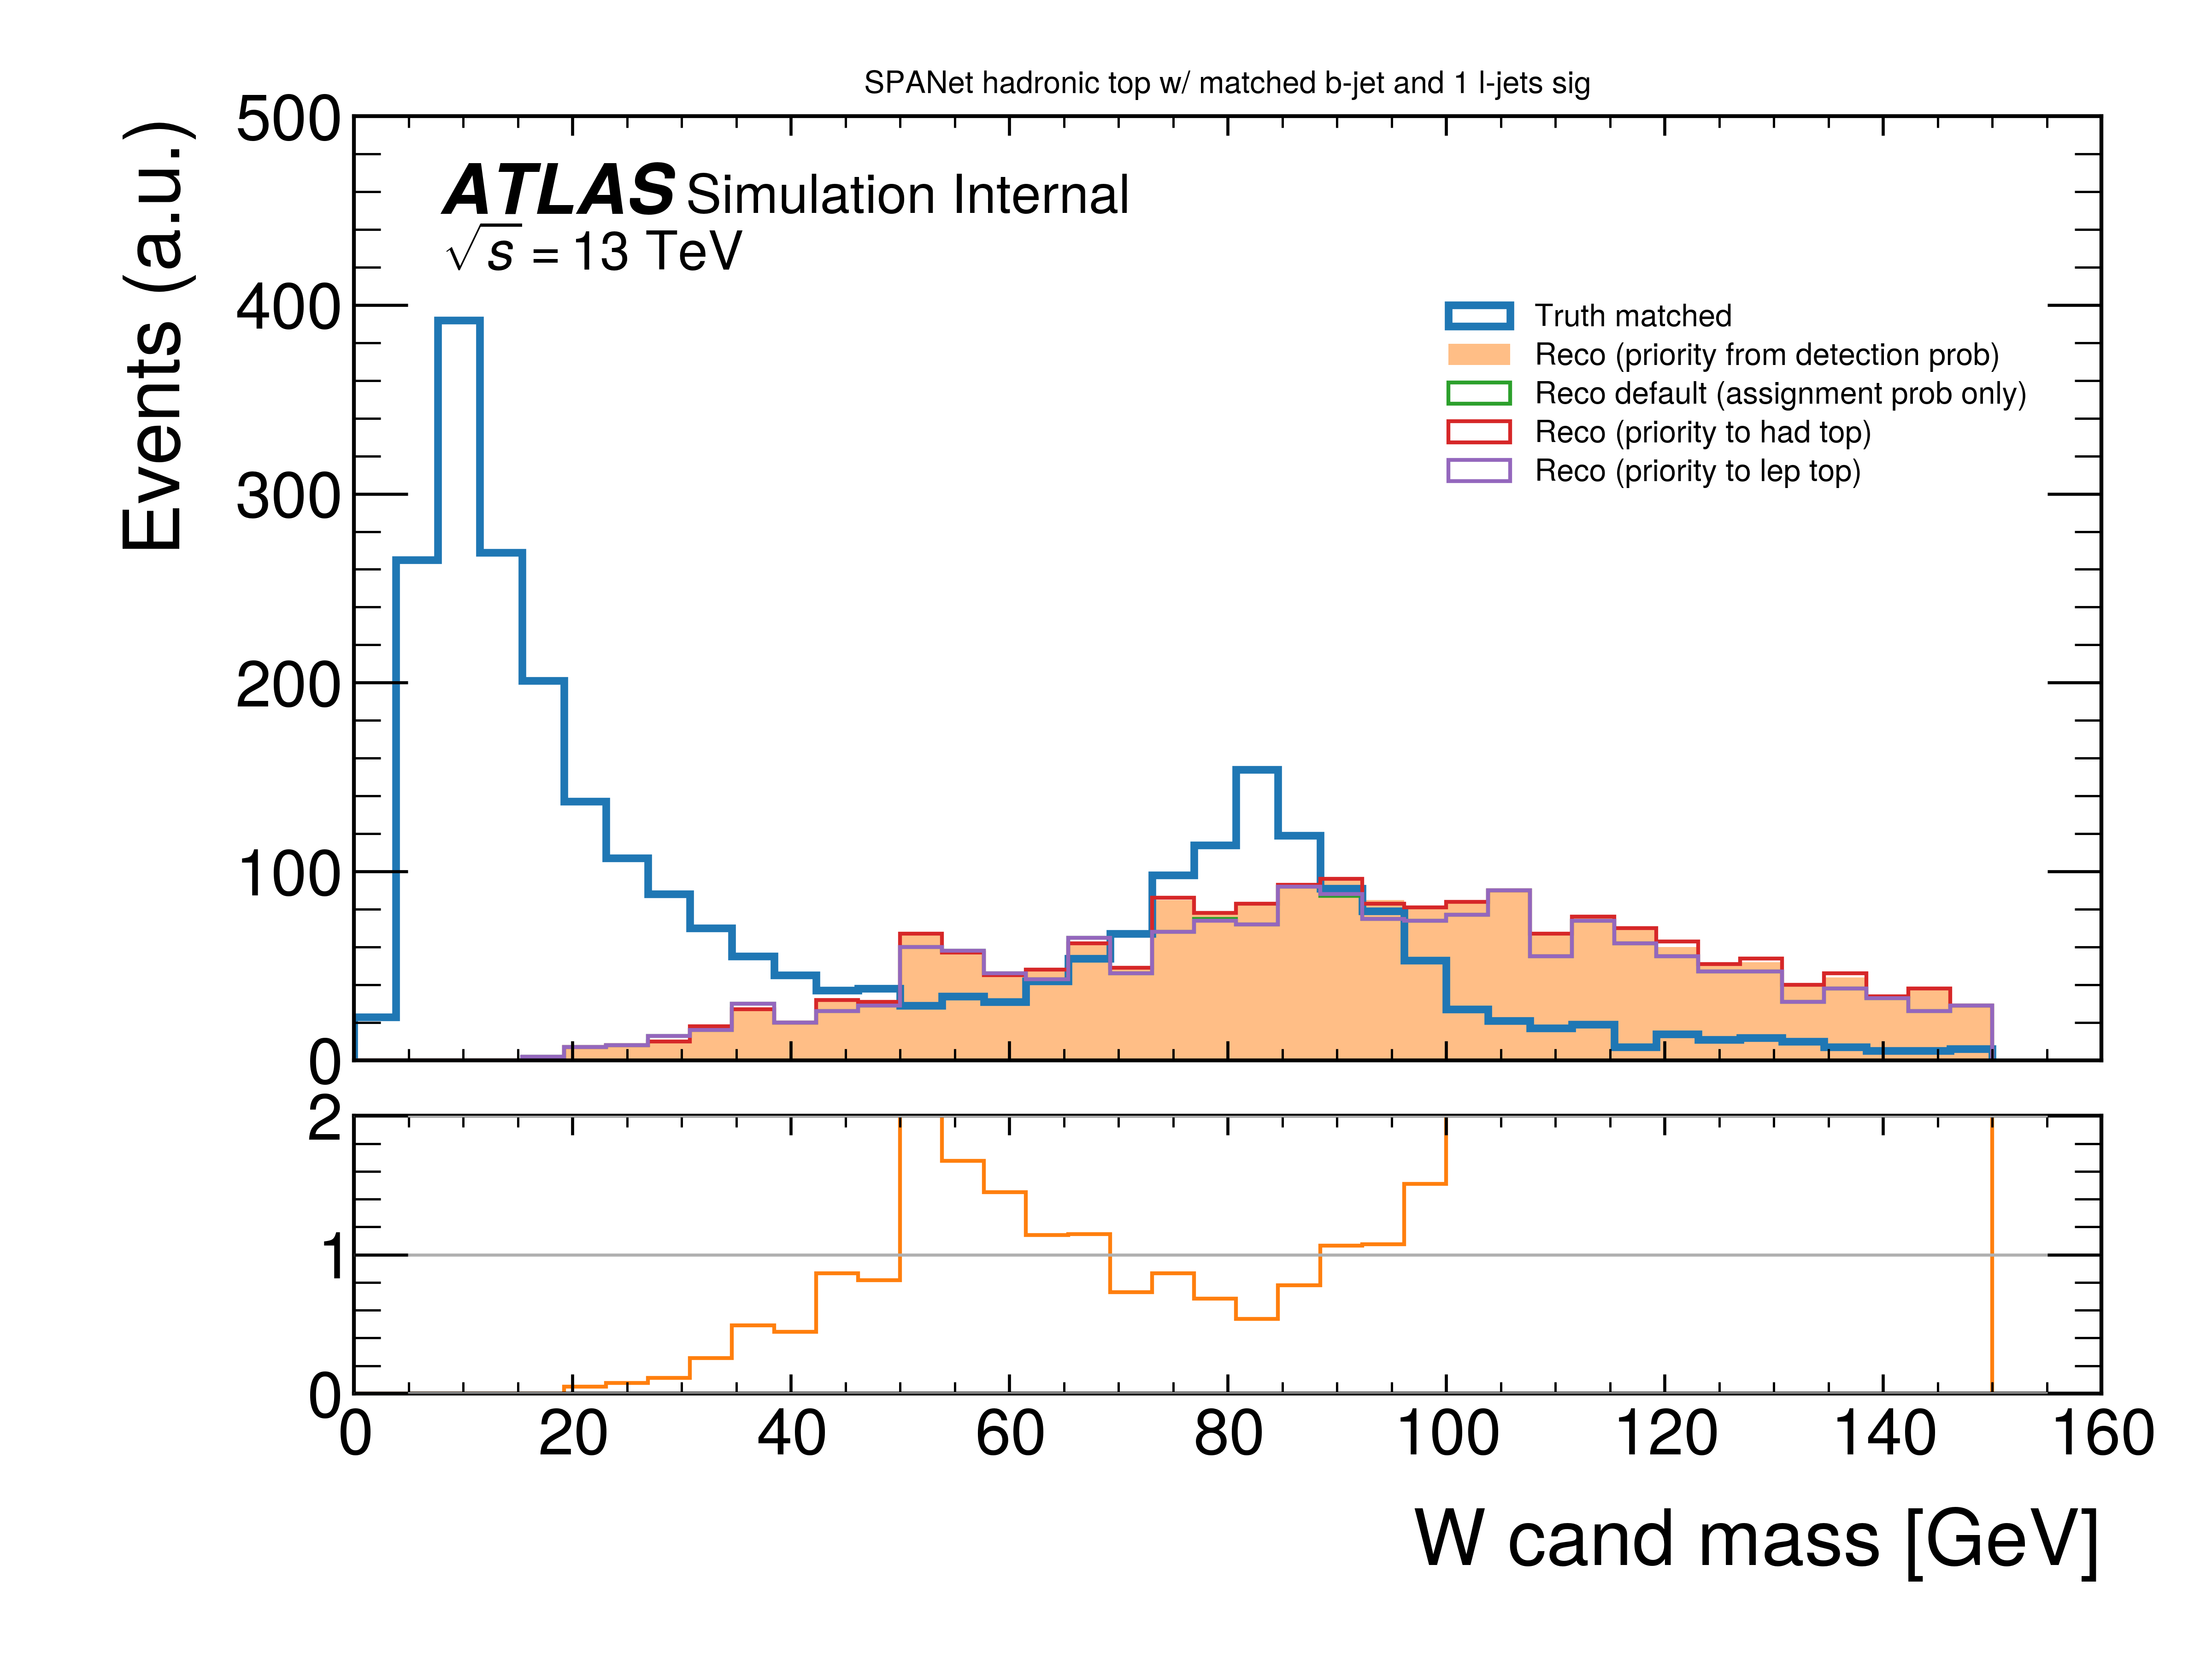 SPANet hadronic top w/ matched b-jet and 1 l-jets sig
Events (a.u.)
500
400
300
200
100
0
ATLAS Simulation Internal
√s = 13 TeV
Truth matched
Reco (priority from detection prob)
Reco default (assignment prob only)
Reco (priority to had top)
Reco (priority to lep top)
2
1
0
0 20 40 60 80 100 120 140 160
W cand mass [GeV]